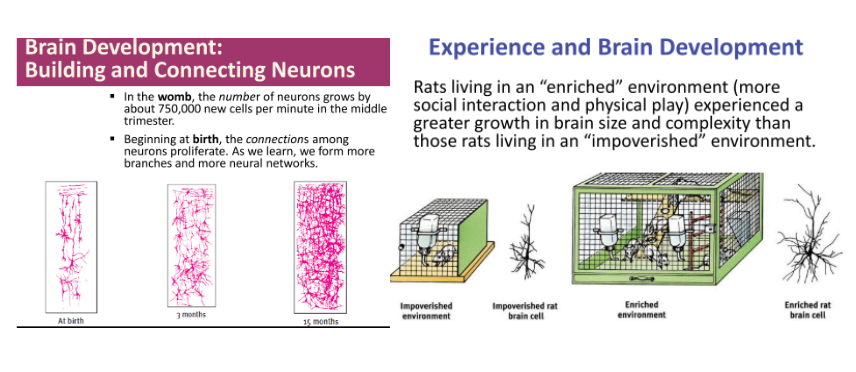 Brain Development:
Building and Connecting Neurons
▪ In the womb, the number of neurons grows by
about 750,000 new cells per minute in the middle
trimester.
▪ Beginning at birth, the connections among
neurons proliferate. As we learn, we form more
branches and more neural networks.
At birth
3 months
15 months
Experience and Brain Development
Rats living in an “enriched” environment (more
social interaction and physical play) experienced a
greater growth in brain size and complexity than
those rats living in an “impoverished” environment.
Impoverished
environment
Impoverished rat
brain cell
Enriched
environment
Enriched rat
brain cell